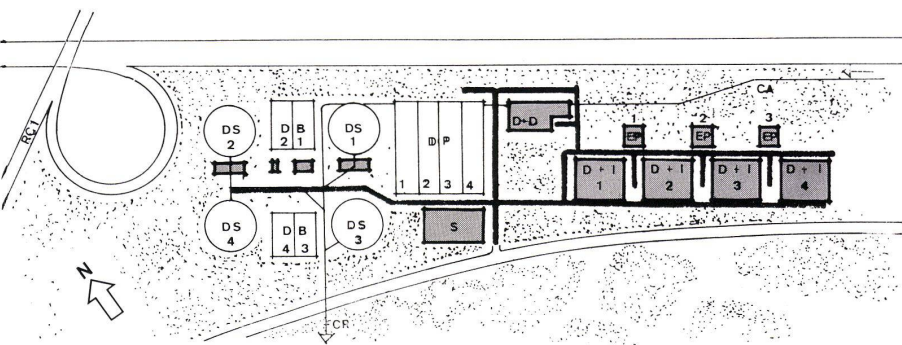 RC1
DS
2
D B
2 1
DS
1
D P
1 2 3 4
D+D
CA
1 2 3
EP EP EP
D + I
1
D + I
2
D + I
3
D + I
4
DS
4
D B
4 3
DS
3
S
N
CR